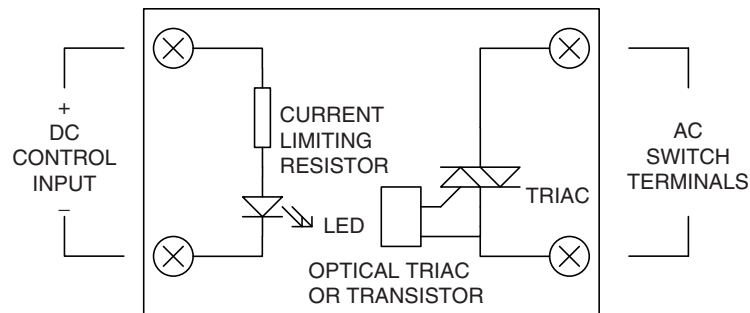 +
DC
CONTROL
INPUT
–
CURRENT
LIMITING
RESISTOR
LED
OPTICAL TRIAC
OR TRANSISTOR
TRIAC
AC
SWITCH
TERMINALS